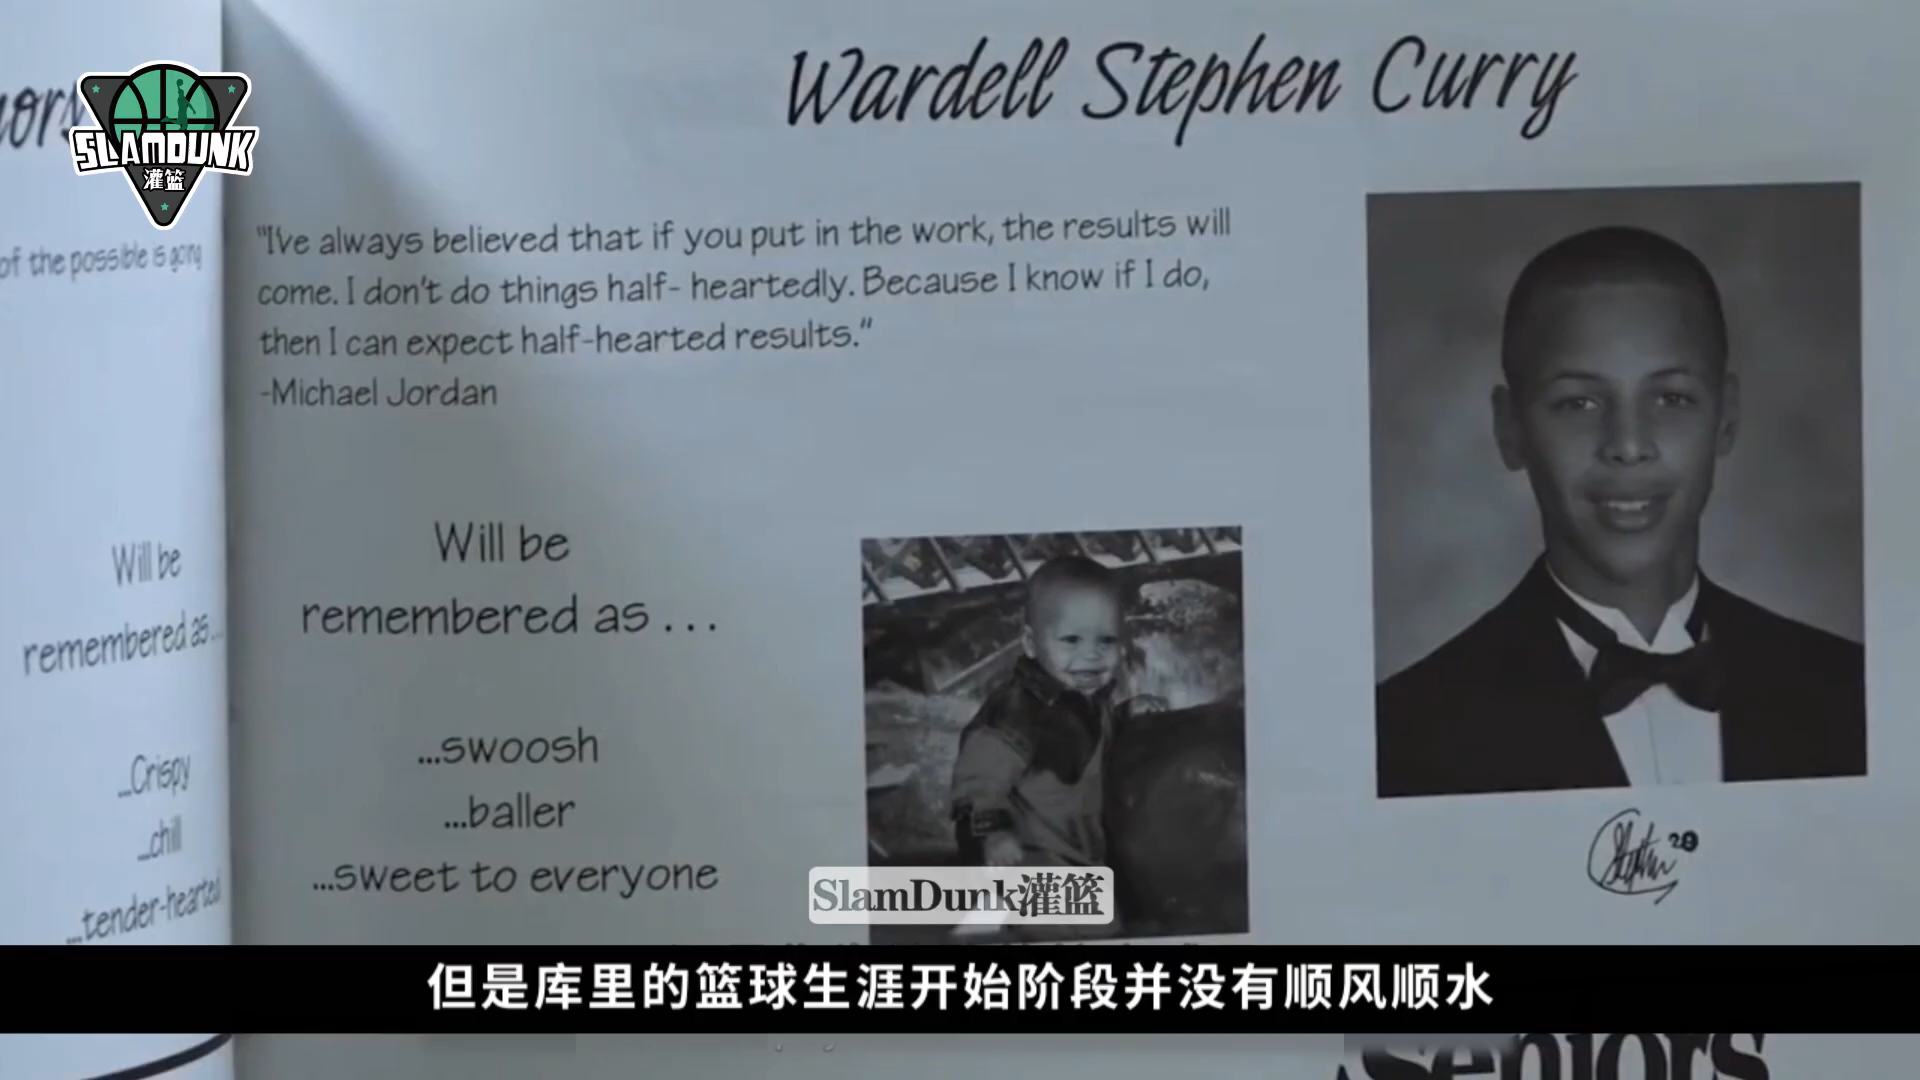 Wardell Stephen Curry
SLAMDUNK
灌篮
of the possible is going
"I've always believed that if you put in the work, the results will
come. I don't do things half- heartedly. Because I know if I do,
then I can expect half-hearted results."
-Michael Jordan
Will be
remembered as...
...Crispy
...chill
...tender-hearted
Will be
remembered as . . .
...swoosh
...baller
...sweet to everyone
20
SlamDunk灌篮
但是库里的篮球生涯开始阶段并没有顺风顺水
Seniors